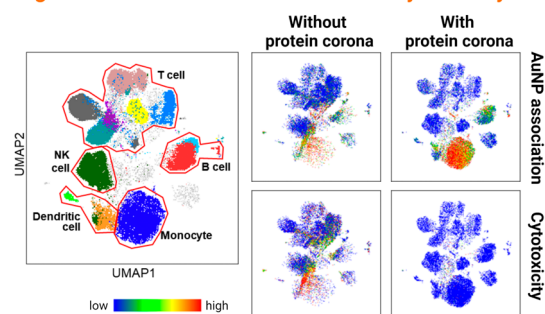 Without
protein corona
With
protein corona
T cell
NK
cell
B cell
Dendritic
cell
Monocyte
UMAP2
UMAP1
low
high
AuNP association
Cytotoxicity